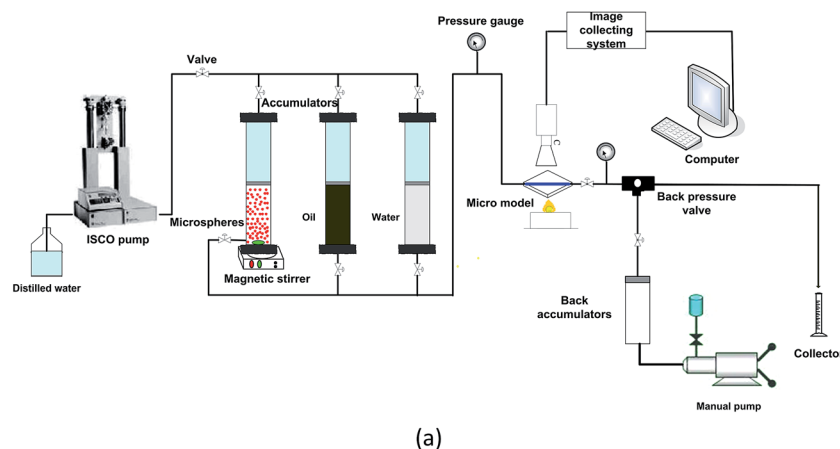 Pressure gauge
Image
collecting
system
Valve
Accumulators
C
Computer
Microspheres
Oil
Water
Micro model
Back pressure
valve
ISCO pump
Magnetic stirrer
Distilled water
Back
accumulators
Collecto
Manual pump
(a)